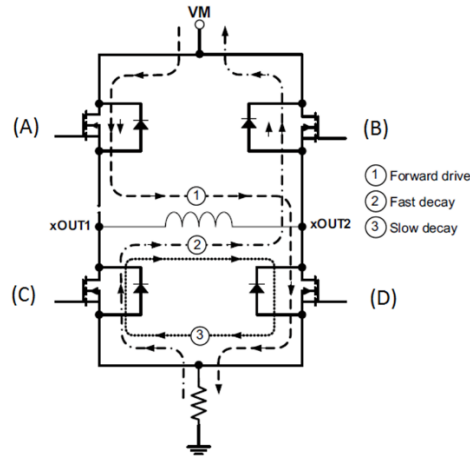 VM
(A)
(B)
1 Forward drive
2 Fast decay
3 Slow decay
1
xOUT1
xOUT2
2
(C)
(D)
3